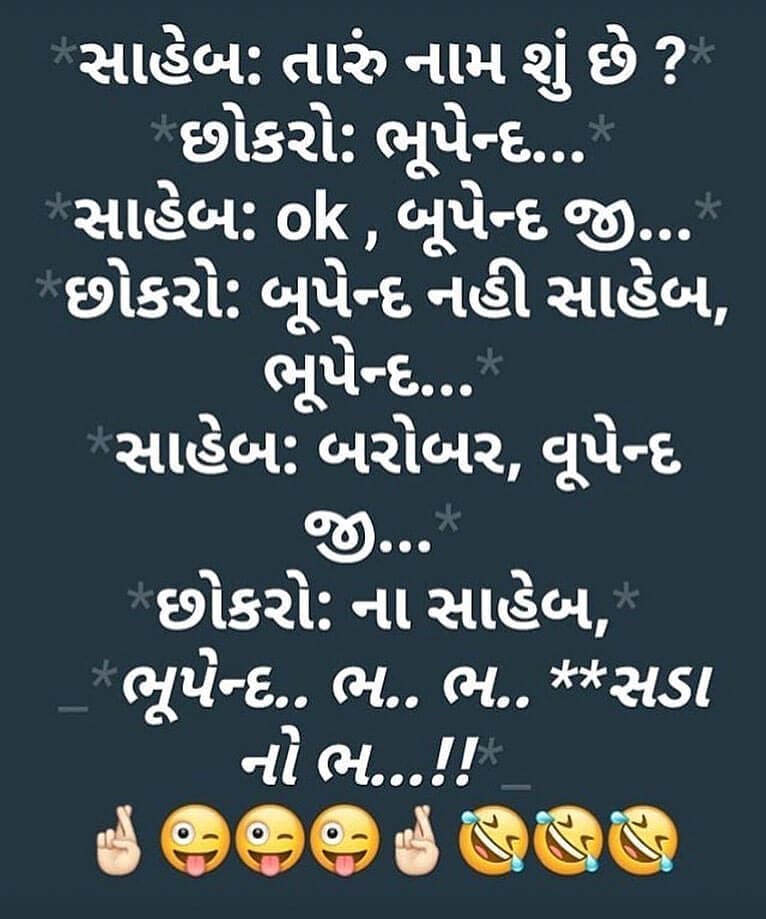 *સાહેબ: તારું નામ શું છે ?*
*છોકરો: ભૂપેન્દ...*
*સાહેબ: ok , બૂપેન્દ જી...*
*છોકરો: બૂપેન્દ નહી સાહેબ,
ભૂપેન્દ...*
*સાહેબ: બરોબર, વૂપેન્દ
જી...*
*છોકરો: ના સાહેબ,*
_*ભૂપેન્દ.. ભ.. ભ.. **સડા
નો ભ...!!*_
🤞🏻😜😜😜🤞🏻🤣🤣🤣